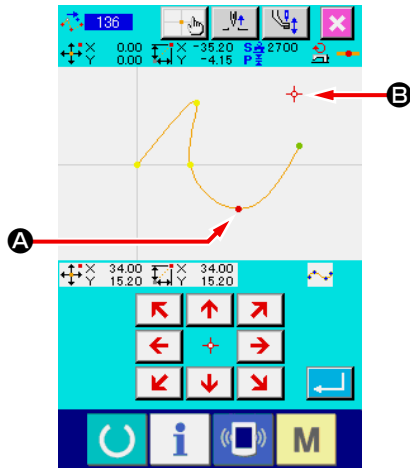 136
X 0.00 X -35.20 S 2700
Y 0.00 Y -4.15 P
B
A
X 34.00 X 34.00
Y 15.20 Y 15.20
i M